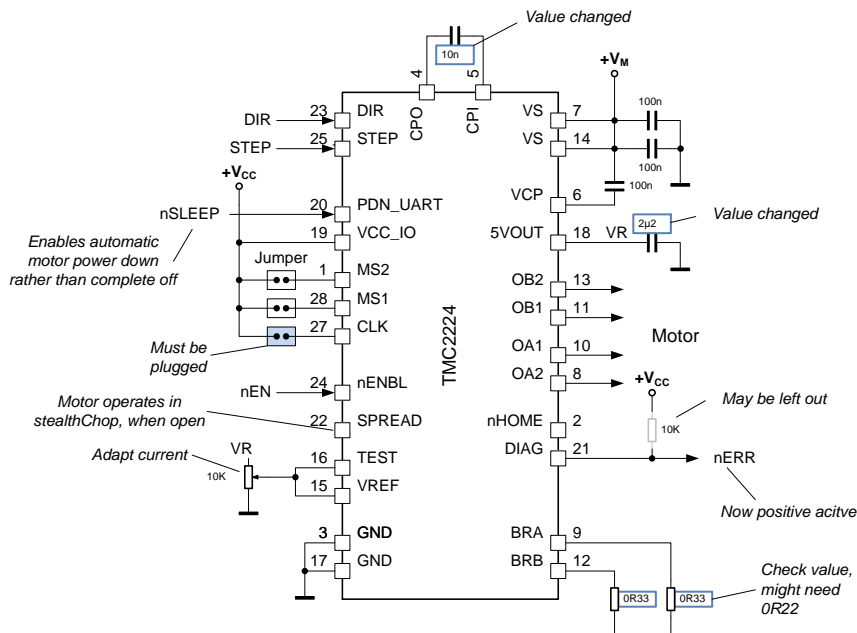 Value changed
10n
4
5
CPO
CPI
+VM
DIR
23
DIR
STEP
25
STEP
+VCC
nSLEEP
20
PDN_UART
19
VCC_IO
Enables automatic
motor power down
rather than complete off
Jumper
1
MS2
28
MS1
27
CLK
Must be
plugged
24
nENBL
nEN
Motor operates in
stealthChop, when open
22
SPREAD
Adapt current
VR
10K
16
TEST
15
VREF
3
GND
17
GND
TMC2224
VS
7
100n
VS
14
100n
100n
VCP
6
Value changed
2µ2
5VOUT
18
VR
OB2
13
OB1
11
Motor
OA1
10
OA2
8
+VCC
May be left out
10K
nHOME
2
DIAG
21
nERR
Now positive acitve
BRA
9
BRB
12
0R33
0R33
Check value,
might need
0R22